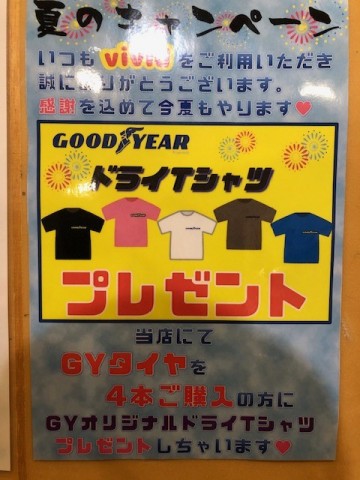 夏のキャンペーン
いつもvividをご利用いただき
誠にありがとうございます。
感謝を込めて今夏もやります♥
GOODYEAR
ドライTシャツ
プレゼント
当店にて
GYタイヤを
4本ご購入の方に
GYオリジナルドライTシャツ
プレゼントしちゃいます♥